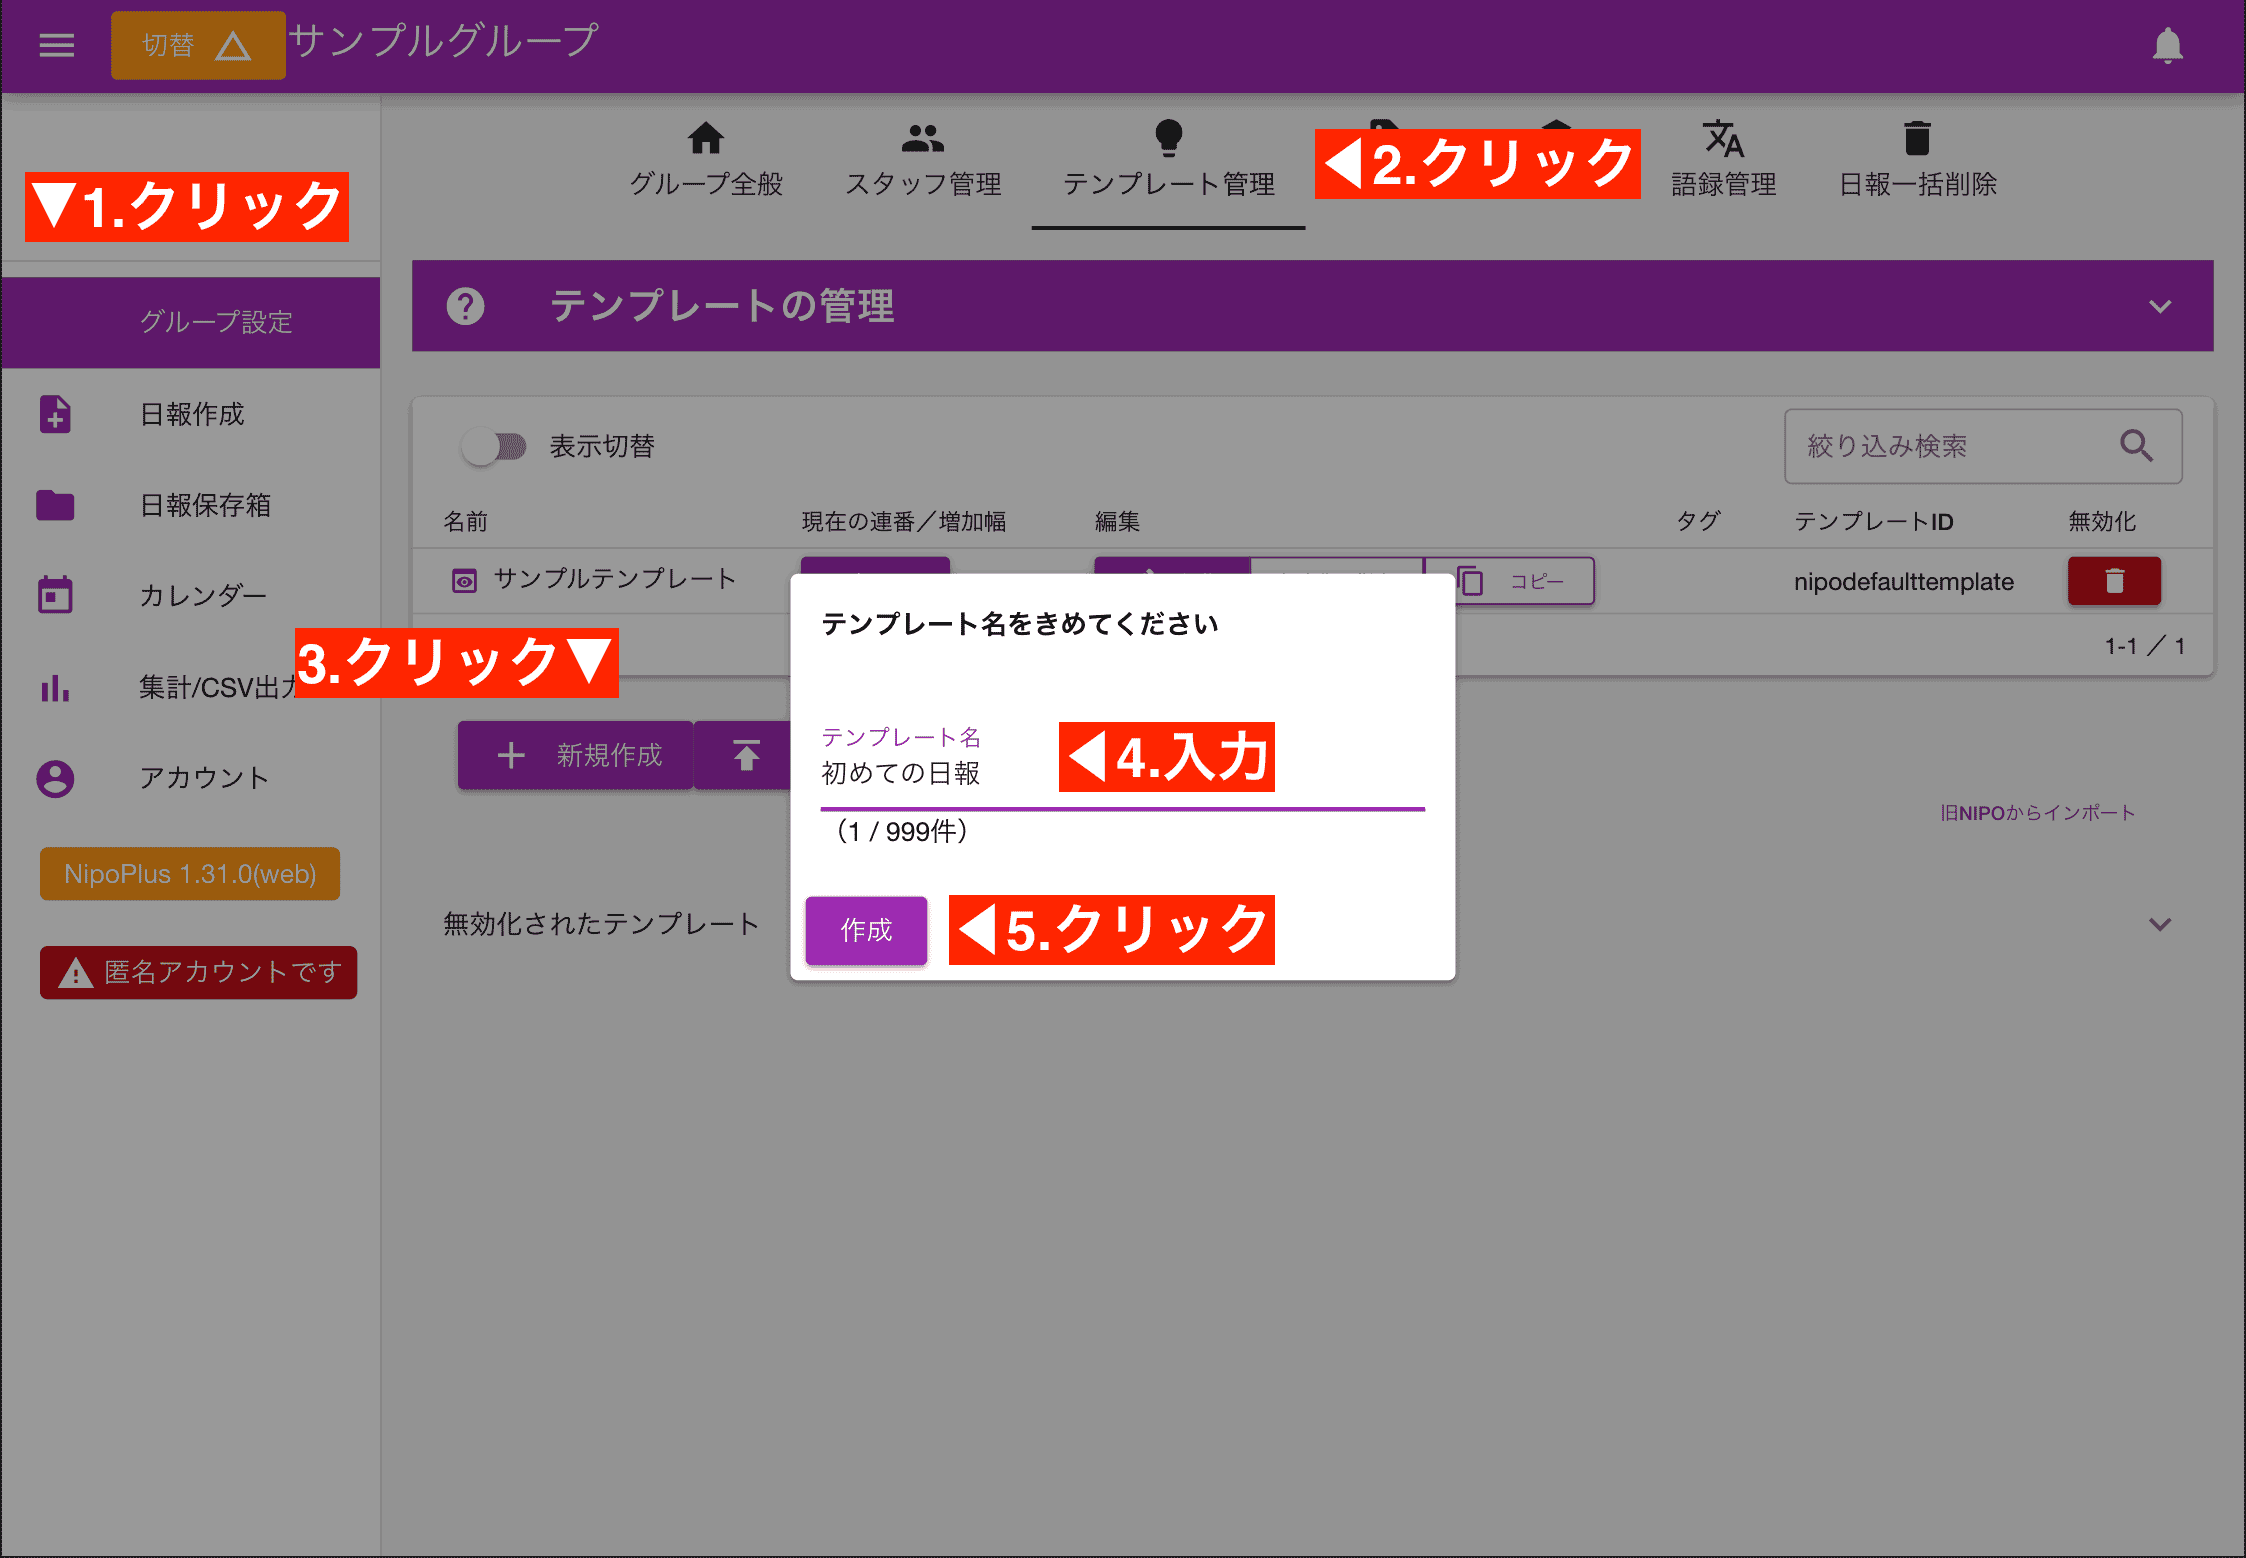 切替 サンプルグループ
グループ全般
スタッフ管理
テンプレート管理
◀2.クリック
語録管理
日報一括削除
▼1.クリック
グループ設定
日報作成
日報保存箱
カレンダー
集計/CSV出力
アカウント
NipoPlus 1.31.0(web)
匿名アカウントです
テンプレートの管理
表示切替
絞り込み検索
名前 現在の連番／増加幅 編集 タグ テンプレートID 無効化
サンプルテンプレート コピー nipodefaulttemplate
1-1 ／ 1
3.クリック▼
新規作成
旧NIPOからインポート
無効化されたテンプレート
テンプレート名をきめてください
テンプレート名
初めての日報
◀4.入力
（1 / 999件）
作成
◀5.クリック